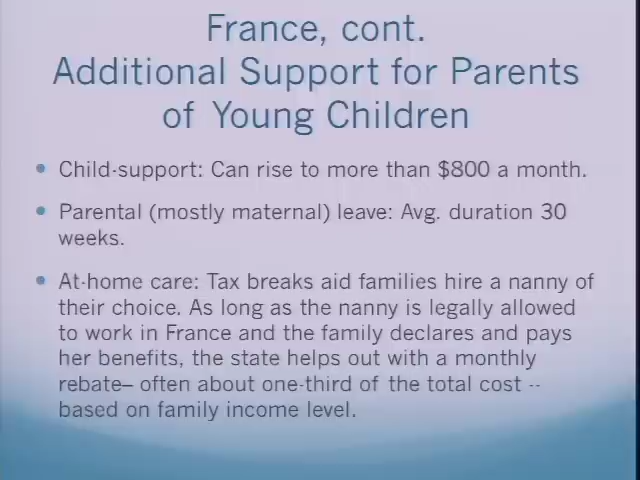 France, cont.
Additional Support for Parents
of Young Children
• Child-support: Can rise to more than $800 a month.
• Parental (mostly maternal) leave: Avg. duration 30
weeks.
• At-home care: Tax breaks aid families hire a nanny of
their choice. As long as the nanny is legally allowed
to work in France and the family declares and pays
her benefits, the state helps out with a monthly
rebate– often about one-third of the total cost --
based on family income level.